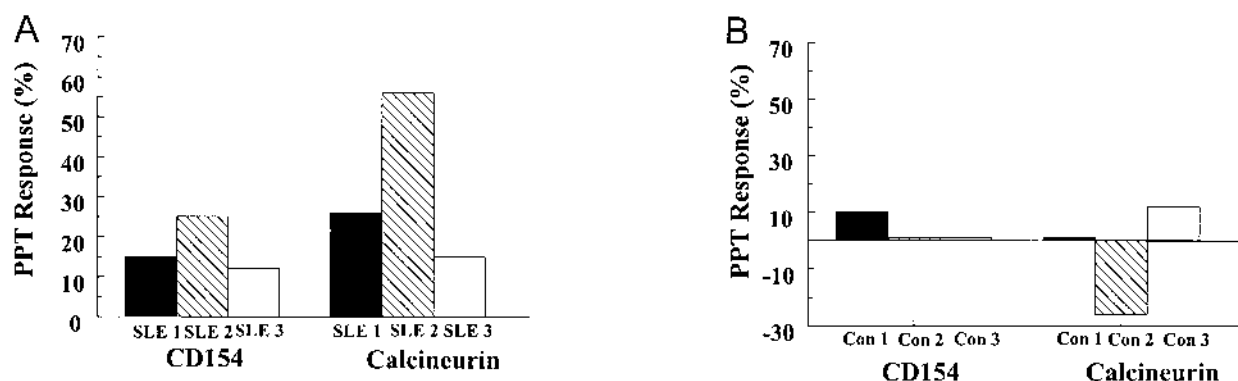 A
70
60
50
40
30
20
10
0
PPT Response (%)
SLE 1 SLE 2 SLE 3 SLE 1 SLE 2 SLE 3
CD154 Calcineurin
B
70
50
30
10
-10
-30
PPT Response (%)
Con 1 Con 2 Con 3 Con 1 Con 2 Con 3
CD154 Calcineurin